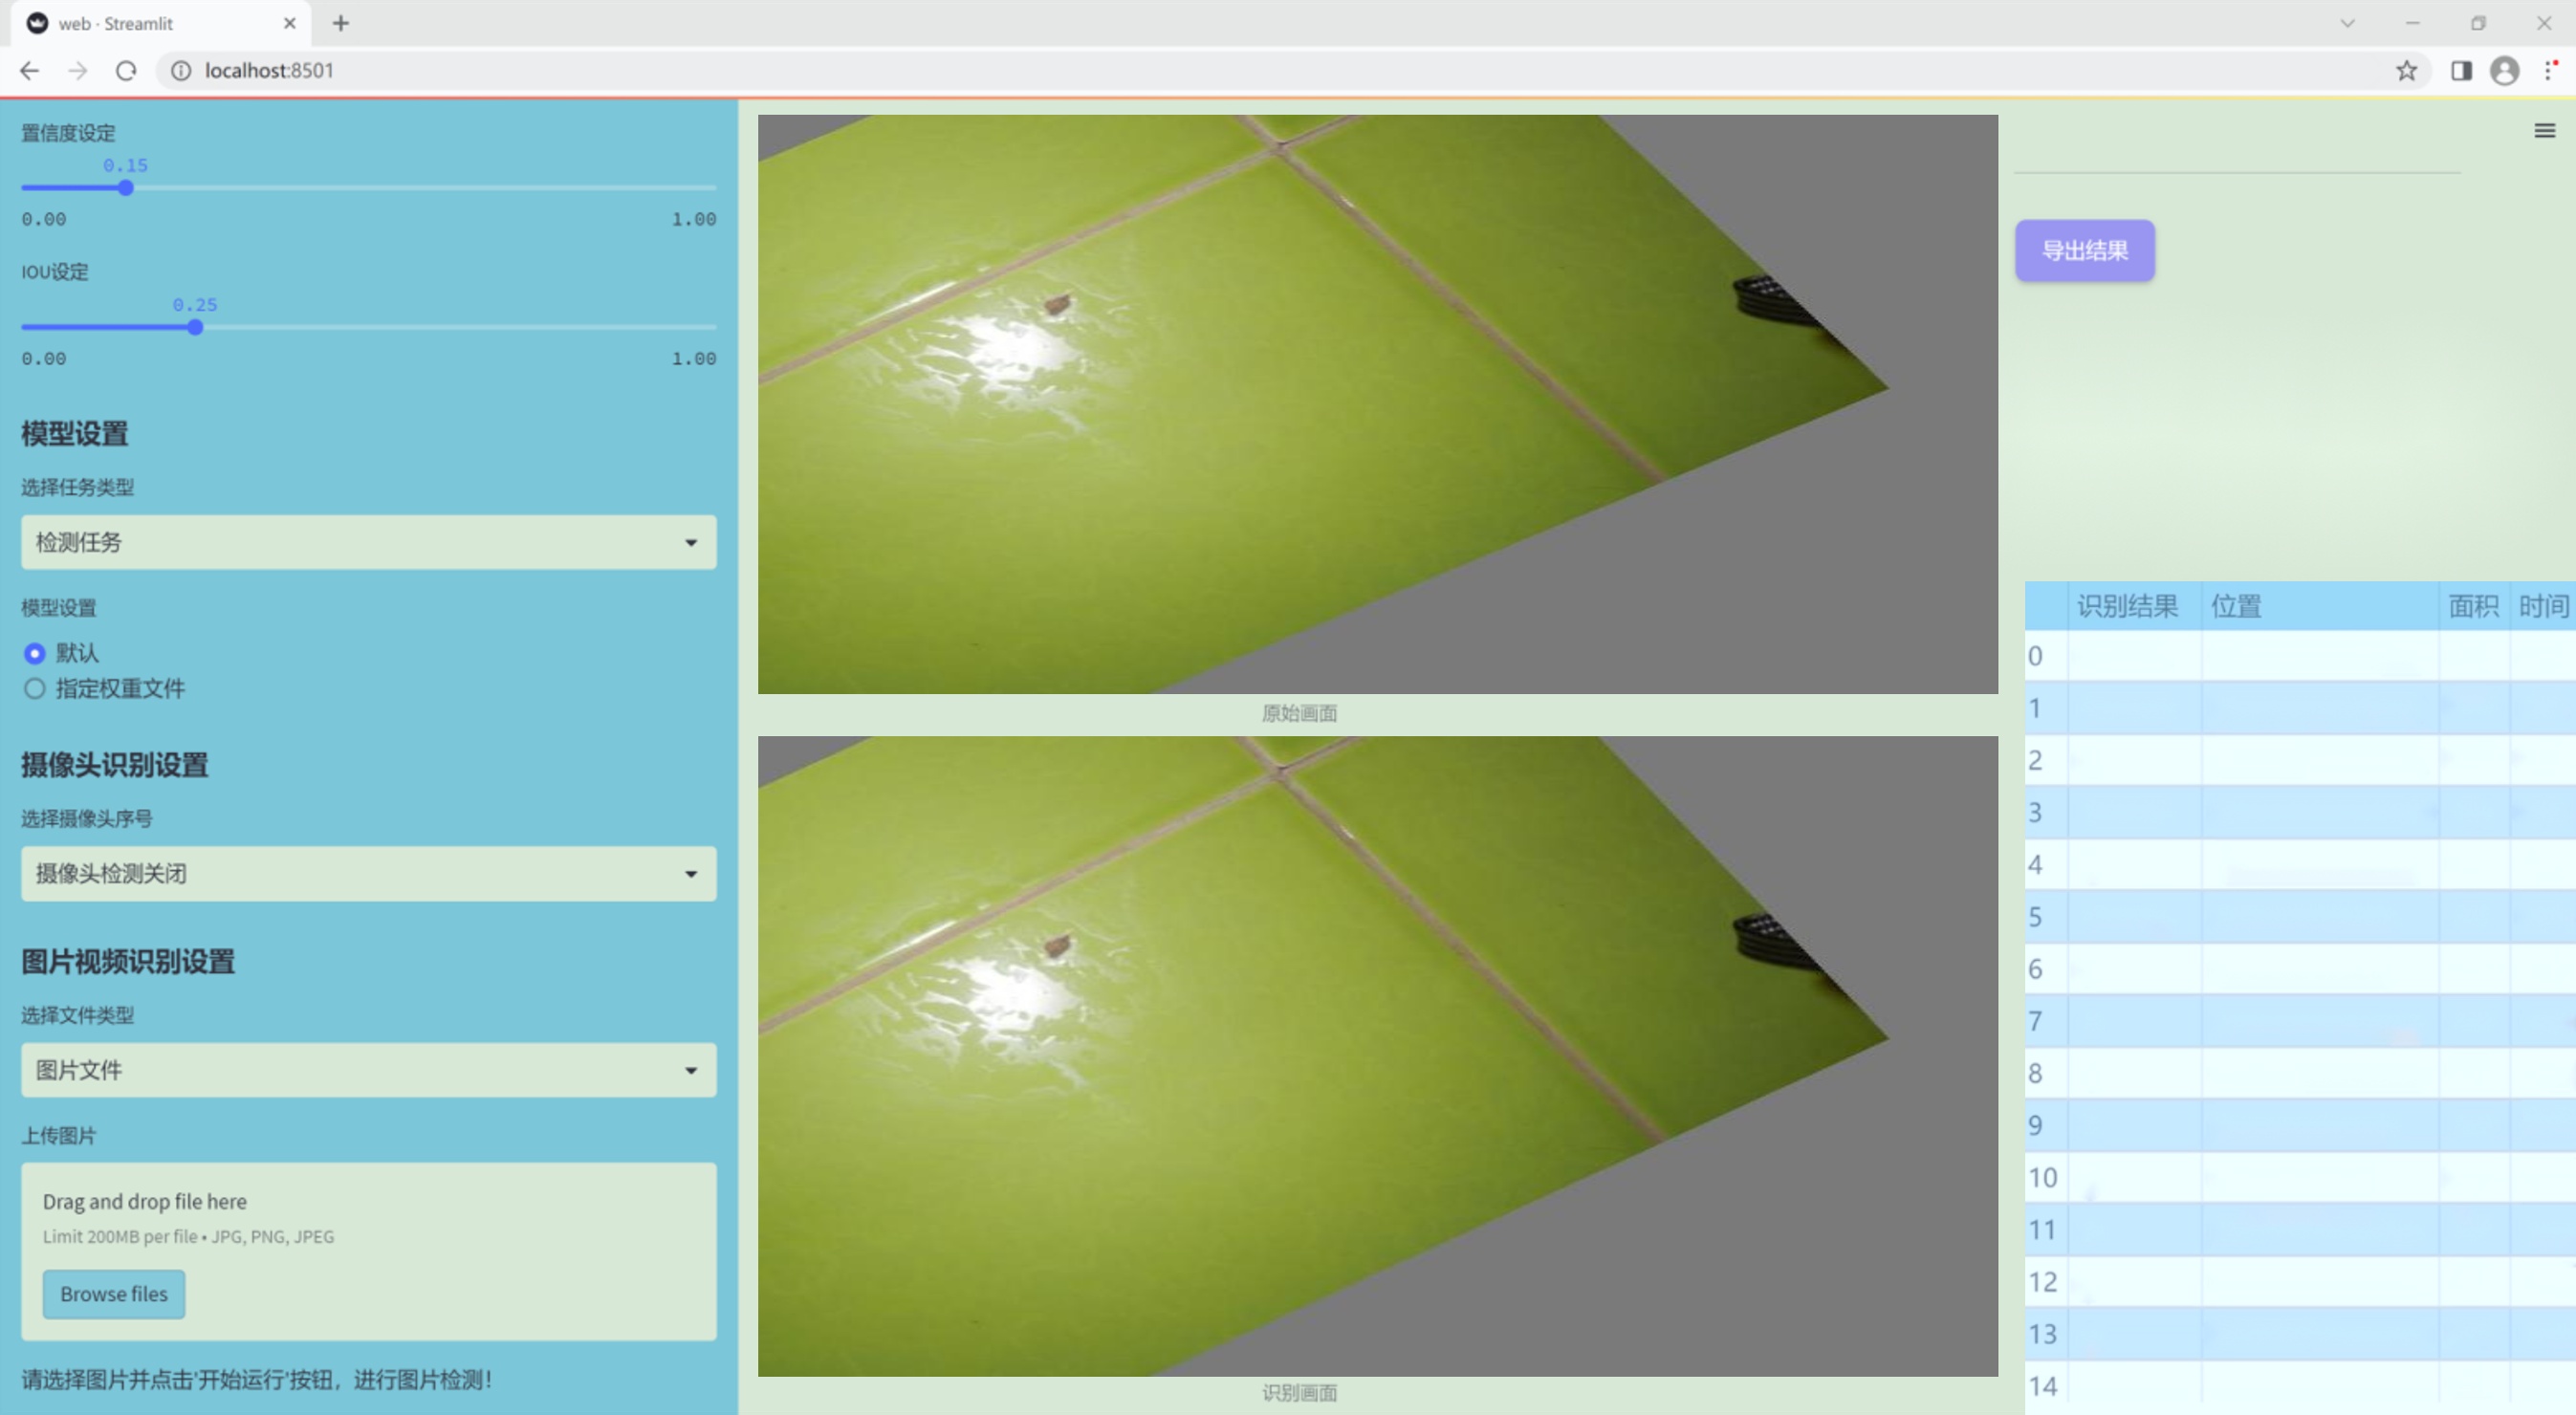 web · Streamlit
localhost:8501
置信度设定
0.15
0.00 1.00
IOU设定
0.25
0.00 1.00
模型设置
选择任务类型
检测任务
模型设置
默认
指定权重文件
摄像头识别设置
选择摄像头序号
摄像头检测关闭
图片视频识别设置
选择文件类型
图片文件
上传图片
Drag and drop file here
Limit 200MB per file • JPG, PNG, JPEG
Browse files
请选择图片并点击'开始运行'按钮，进行图片检测！
原始画面
识别画面
导出结果
识别结果 位置 面积 时间
0
1
2
3
4
5
6
7
8
9
10
11
12
13
14